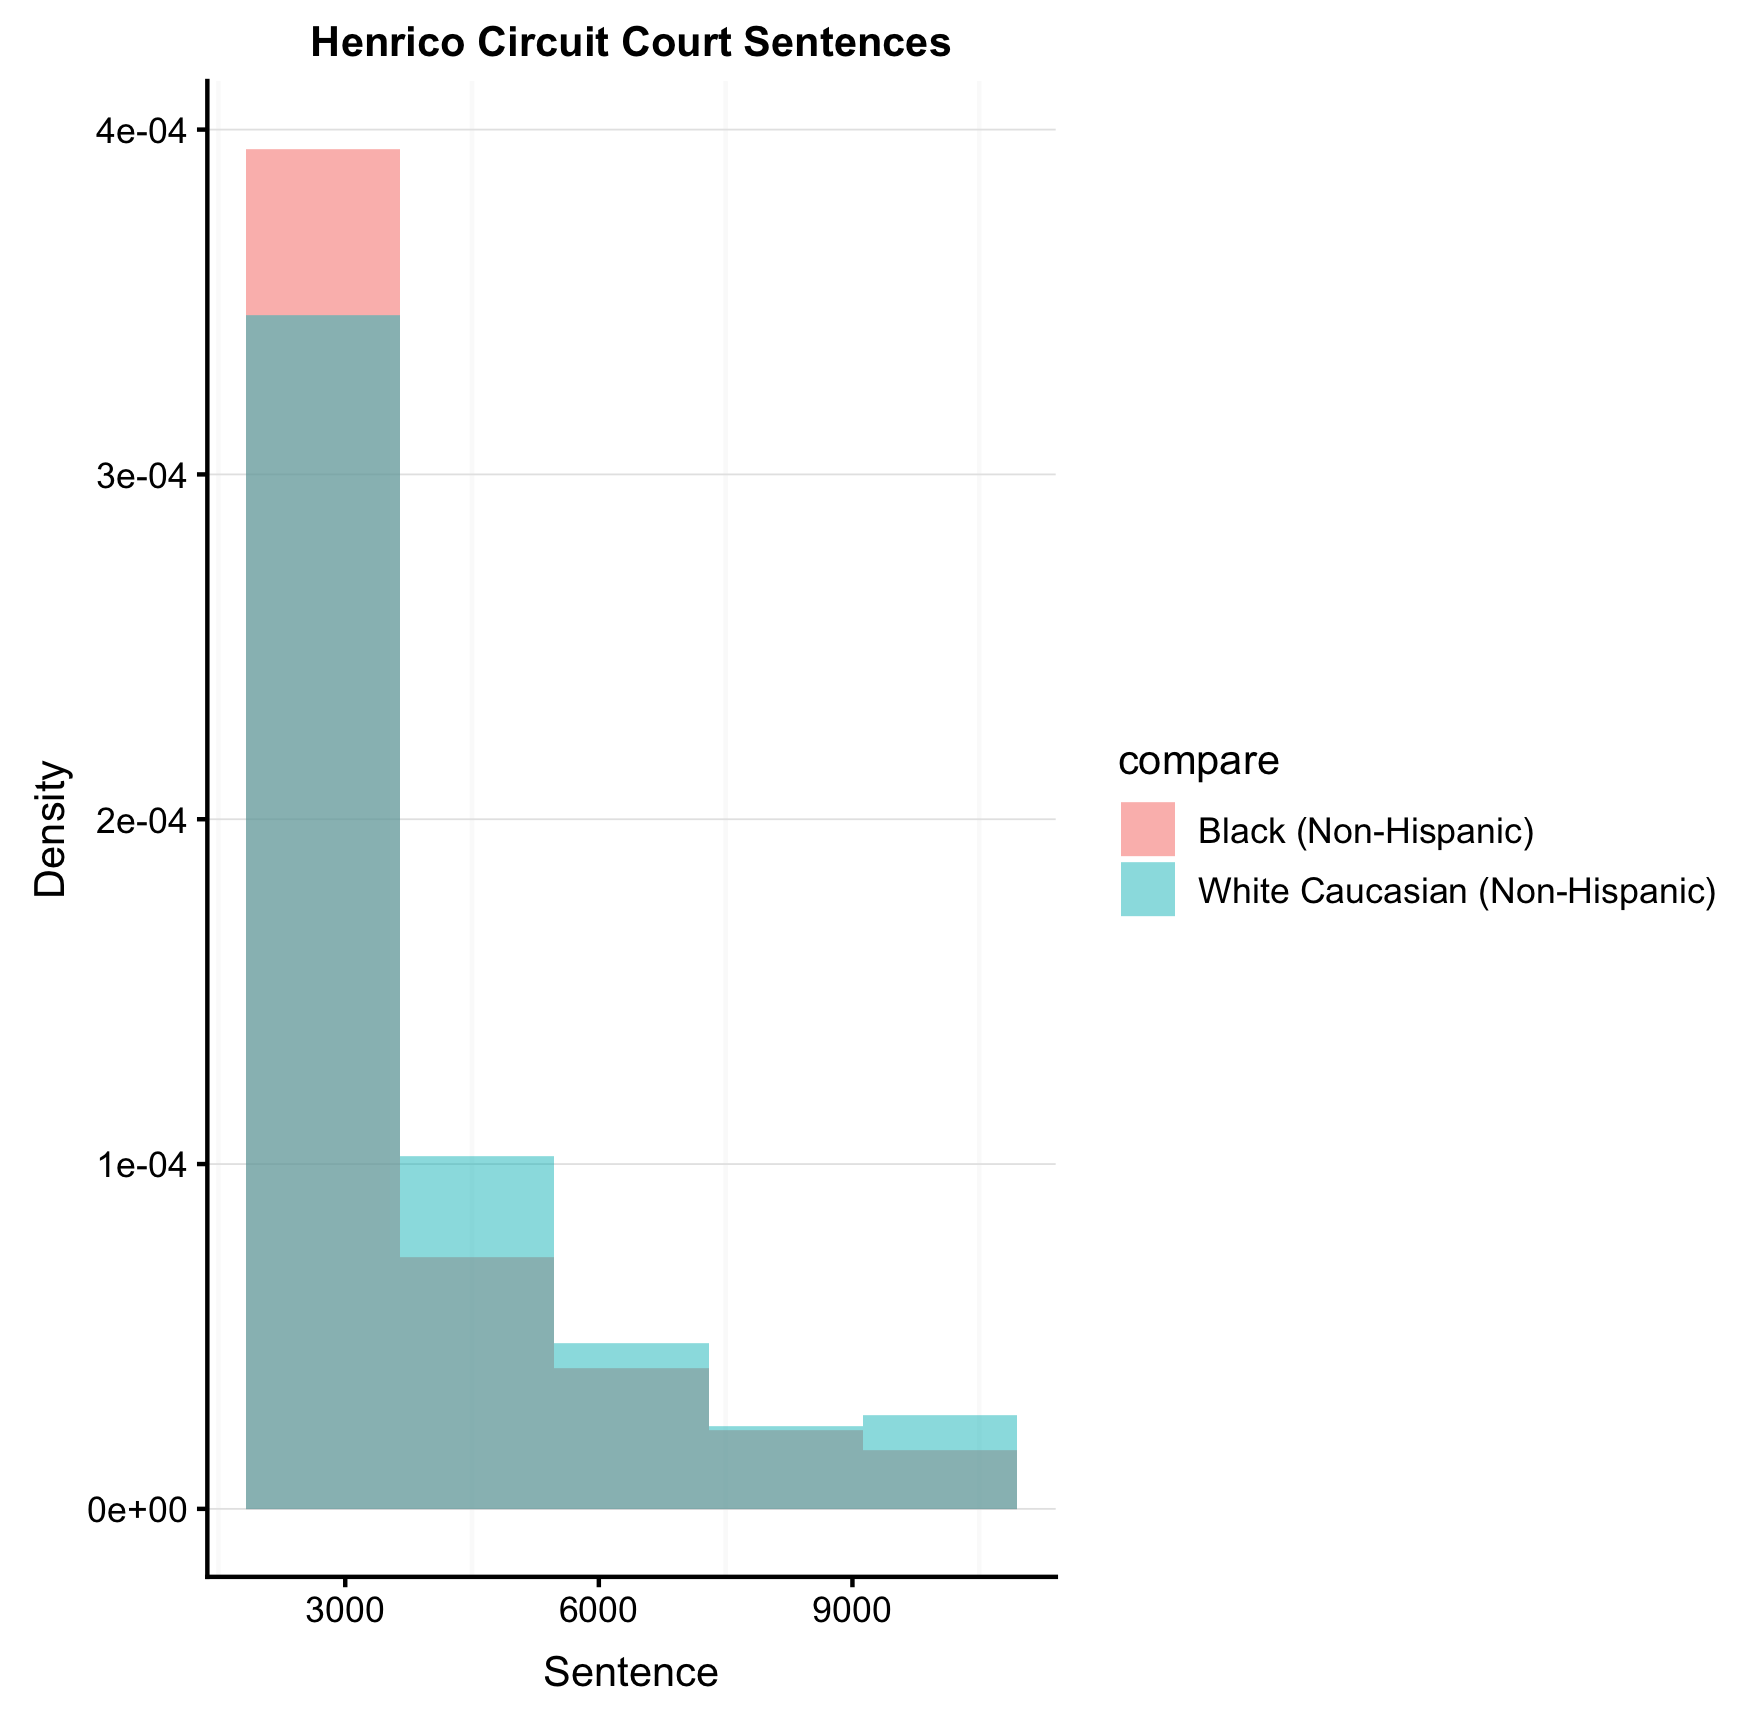 Henrico Circuit Court Sentences
4e-04
3e-04
2e-04
1e-04
0e+00
Density
3000 6000 9000
Sentence
compare
Black (Non-Hispanic)
White Caucasian (Non-Hispanic)